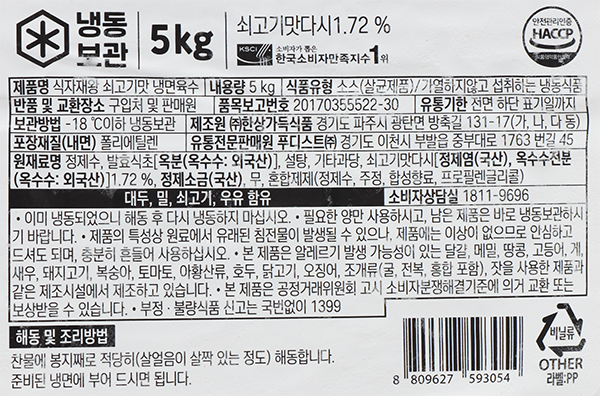 냉동
보관
5kg
쇠고기맛다시1.72 %
KSCI 소비자가 뽑은
한국소비자만족지수1위
안전관리인증
HACCP
식품의약품안전처
제품명 식자재왕 쇠고기맛 냉면육수 내용량 5 kg 식품유형 소스(살균제품)/가열하지않고 섭취하는 냉동식품
반품 및 교환장소 구입처 및 판매원 품목보고번호 20170355522-30 유통기한 전면 하단 표기일까지
보관방법 -18 ℃이하 냉동보관 제조원 ㈜한상가득식품 경기도 파주시 광탄면 방축길 131-17(가, 나, 다 동)
포장재질(내면) 폴리에틸렌 유통전문판매원 푸디스트㈜ 경기도 이천시 부발읍 중부대로 1763 번길 45
원재료명 정제수, 발효식초[옥분(옥수수: 외국산)], 설탕, 기타과당, 쇠고기맛다시[정제염(국산), 옥수수전분
(옥수수: 외국산)]1.72 %, 정제소금(국산), 무, 혼합제제(정제수, 주정, 합성향료, 프로필렌글리콜)
대두, 밀, 쇠고기, 우유 함유
소비자상담실 1811-9696
• 이미 냉동되었으니 해동 후 다시 냉동하지 마십시오. • 필요한 양만 사용하시고, 남은 제품은 바로 냉동보관하시
기 바랍니다. • 제품의 특성상 원료에서 유래된 침전물이 발생될 수 있으나, 제품에는 이상이 없으므로 안심하고
드셔도 되며, 충분히 흔들어 사용하십시오. • 본 제품은 알레르기 발생 가능성이 있는 달걀, 메밀, 땅콩, 고등어, 게,
새우, 돼지고기, 복숭아, 토마토, 아황산류, 호두, 닭고기, 오징어, 조개류(굴, 전복, 홍합 포함), 잣을 사용한 제품과
같은 제조시설에서 제조하고 있습니다. • 본 제품은 공정거래위원회 고시 소비자분쟁해결기준에 의거 교환 또는
보상받을 수 있습니다. • 부정 · 불량식품 신고는 국번없이 1399
해동 및 조리방법
찬물에 봉지째로 적당히(살얼음이 살짝 있는 정도) 해동합니다.
준비된 냉면에 부어 드시면 됩니다.
8 809627 593054
비닐류
OTHER
라벨:PP